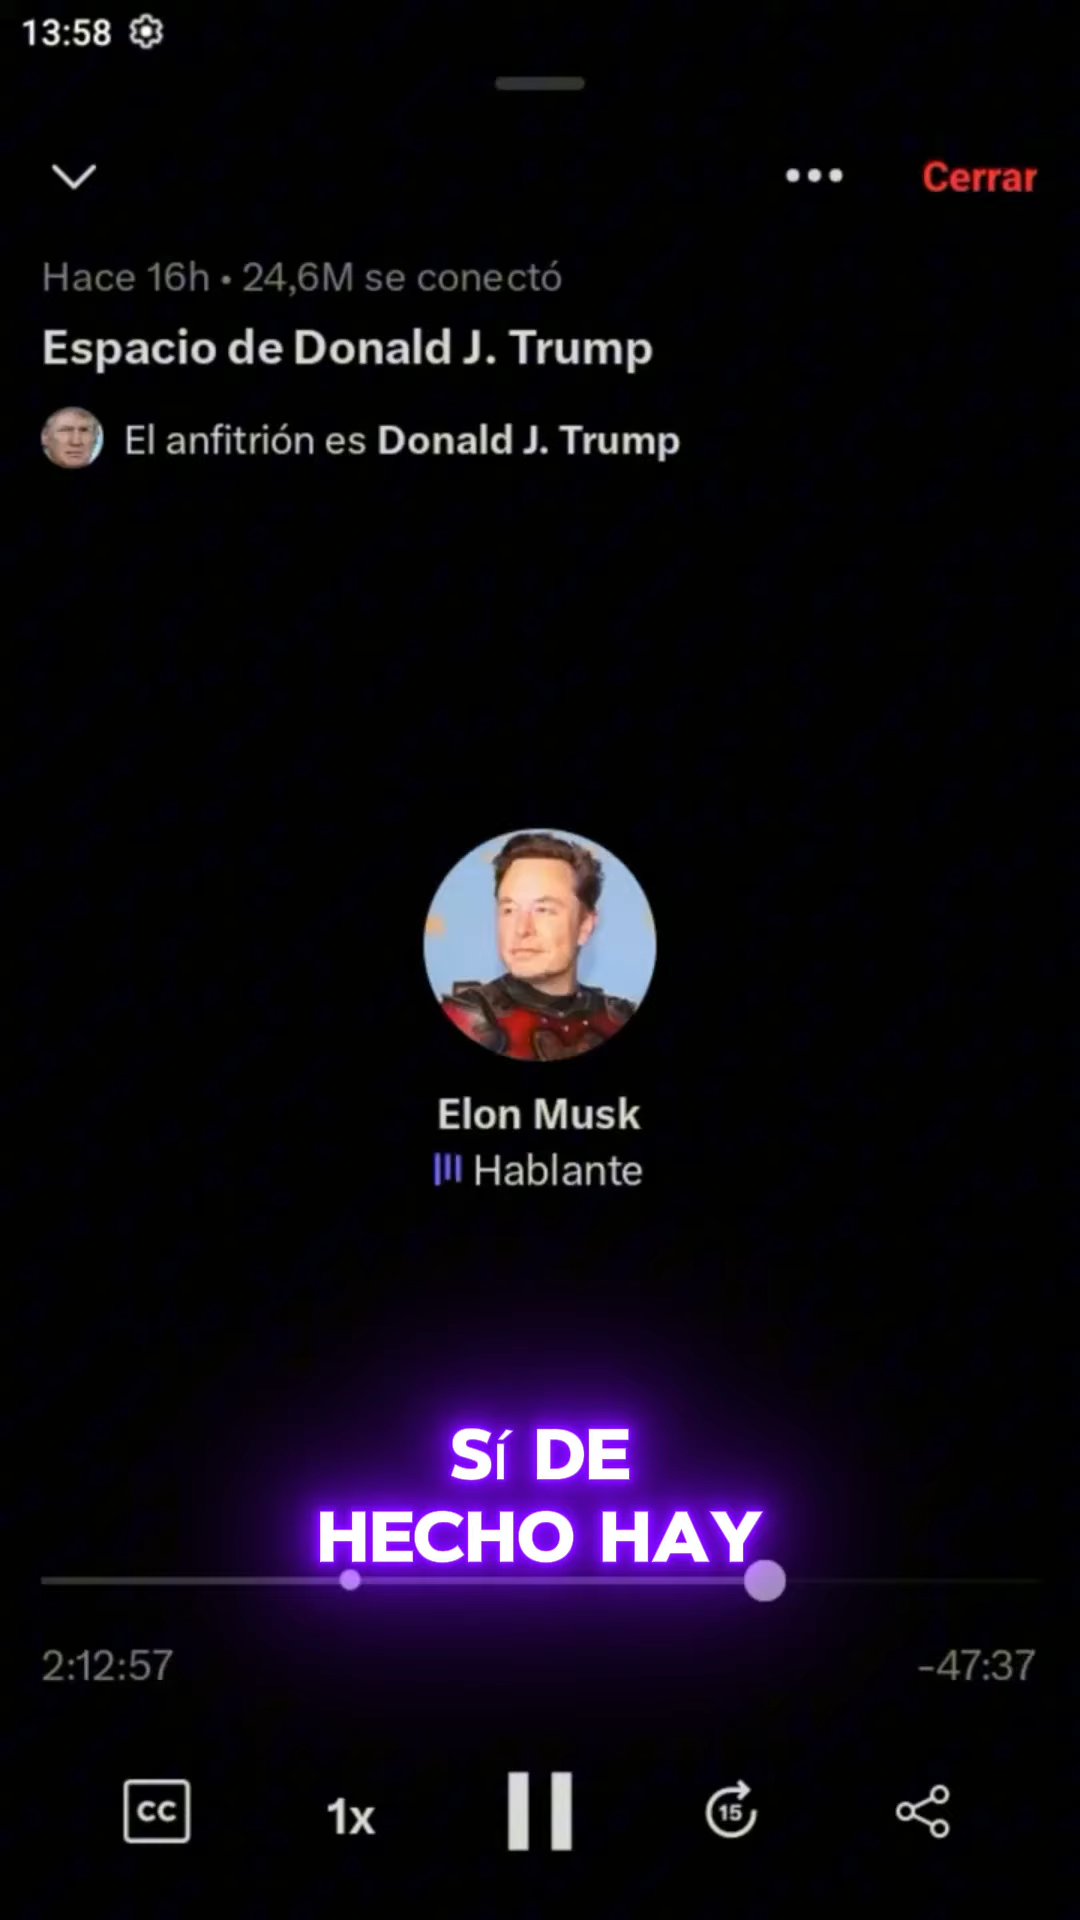 13:58
Cerrar
Hace 16h • 24,6M se conectó
Espacio de Donald J. Trump
El anfitrión es Donald J. Trump
Elon Musk
Hablante
Sí DE
HECHO HAY
2:12:57
-47:37
CC
1x
15